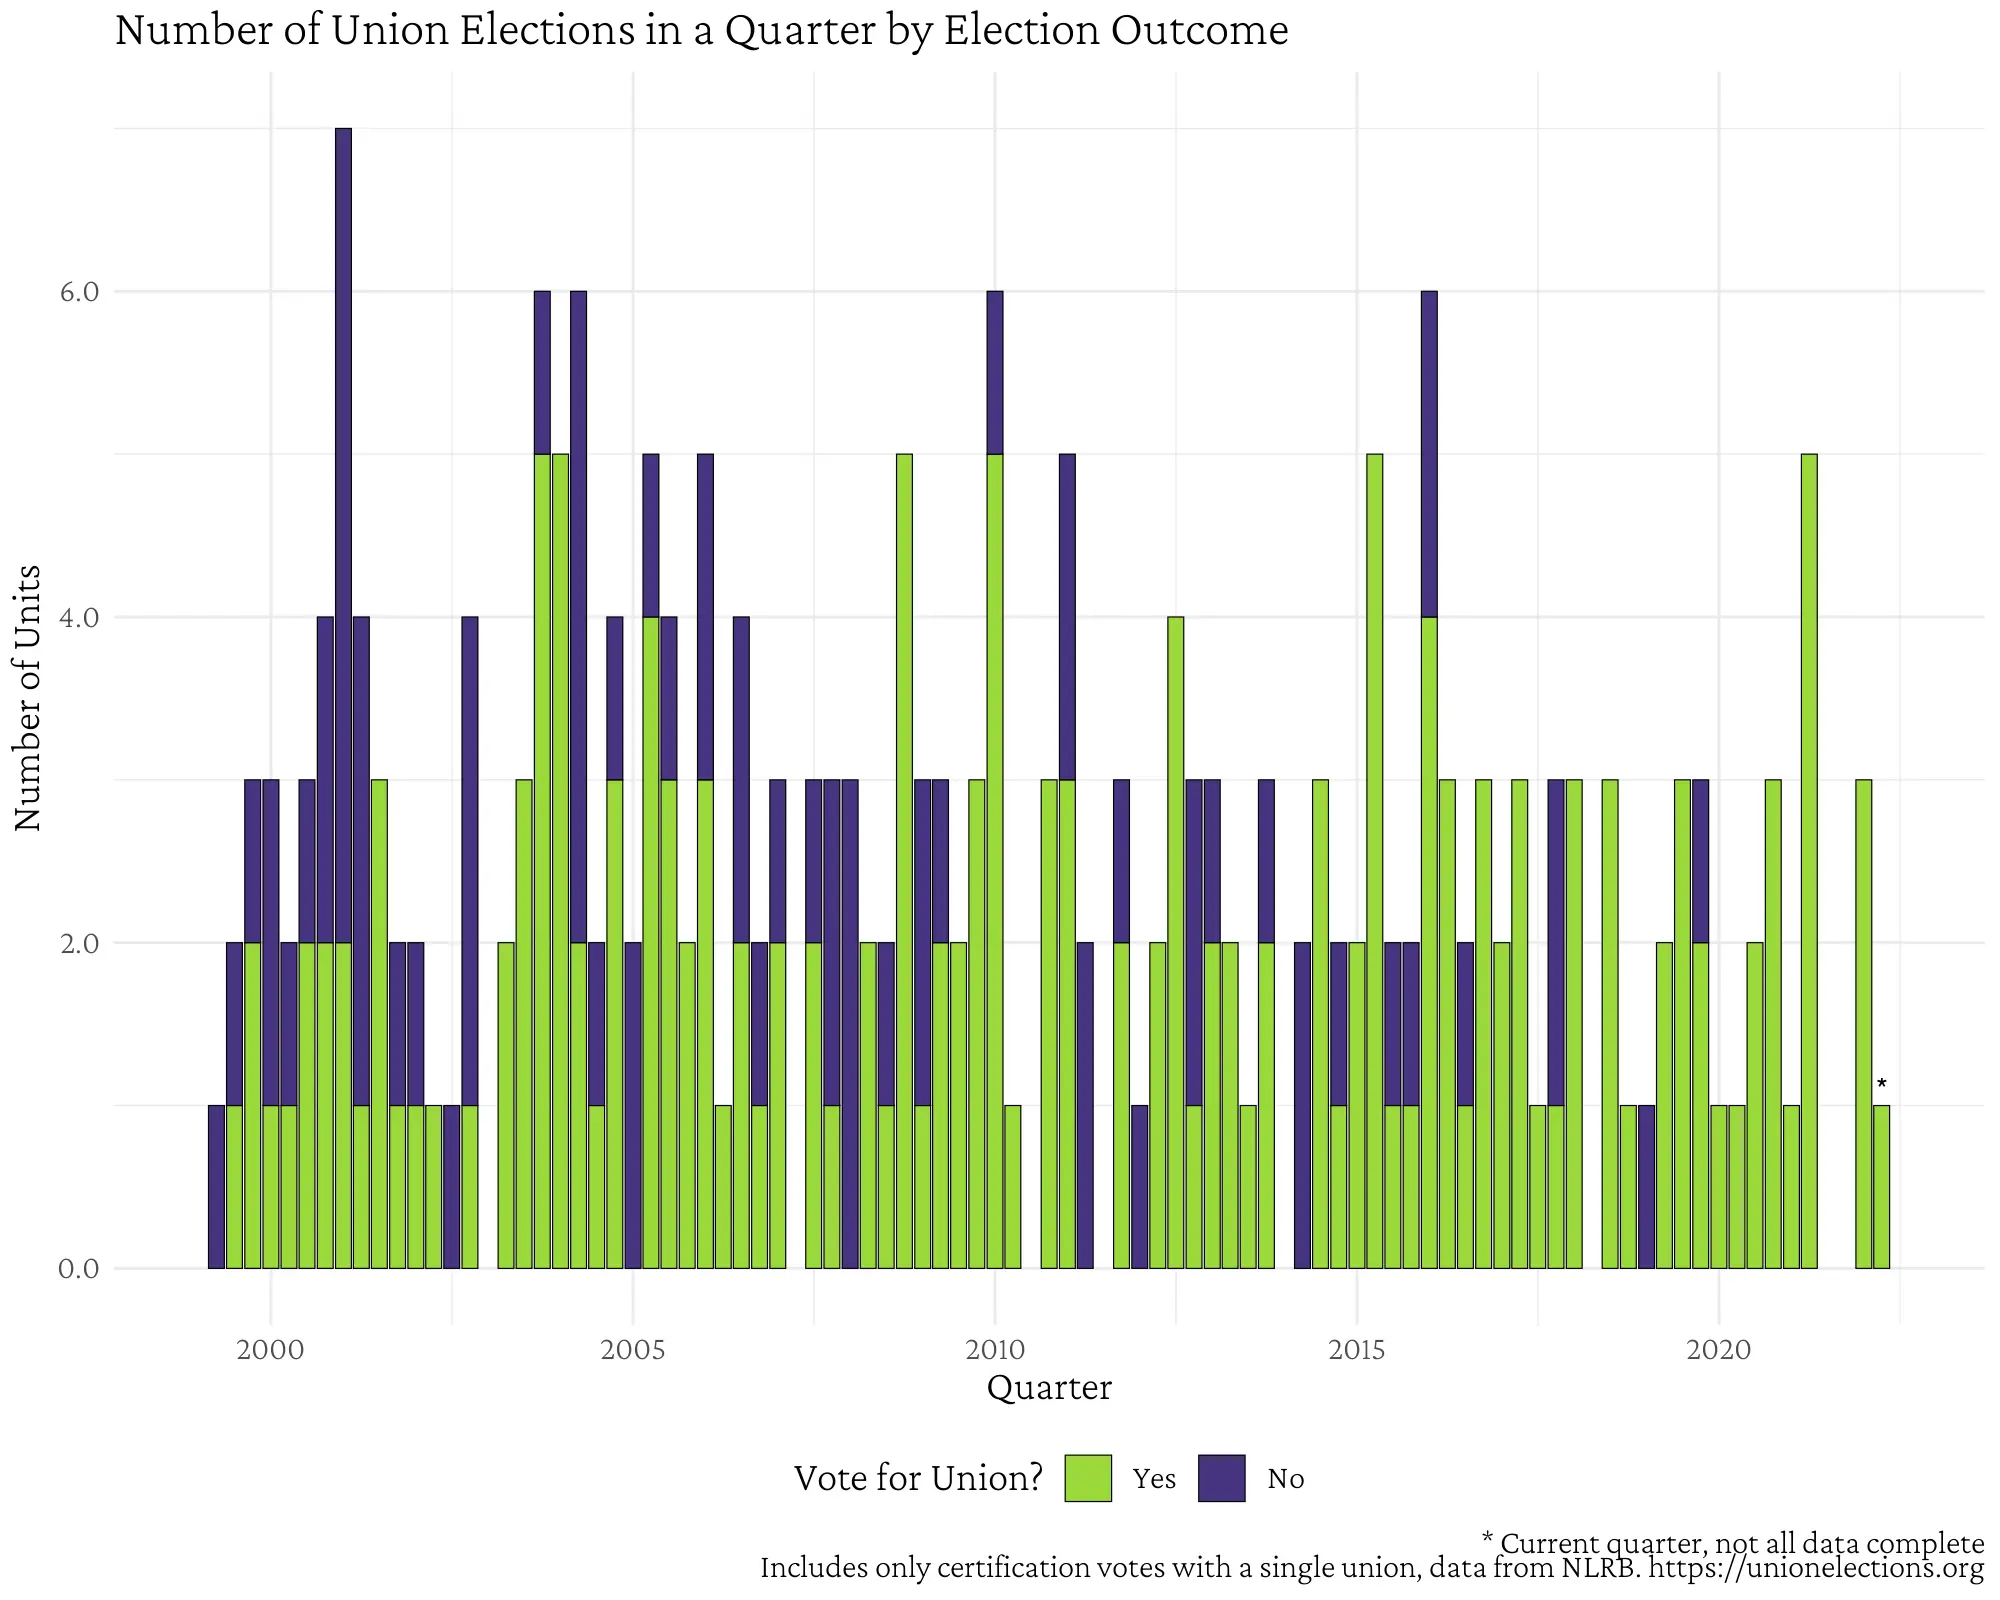 Number of Union Elections in a Quarter by Election Outcome
Number of Units
6.0
4.0
2.0
0.0
*
2000 2005 2010 2015 2020
Quarter
Vote for Union? Yes No
* Current quarter, not all data complete
Includes only certification votes with a single union, data from NLRB. https://unionelections.org